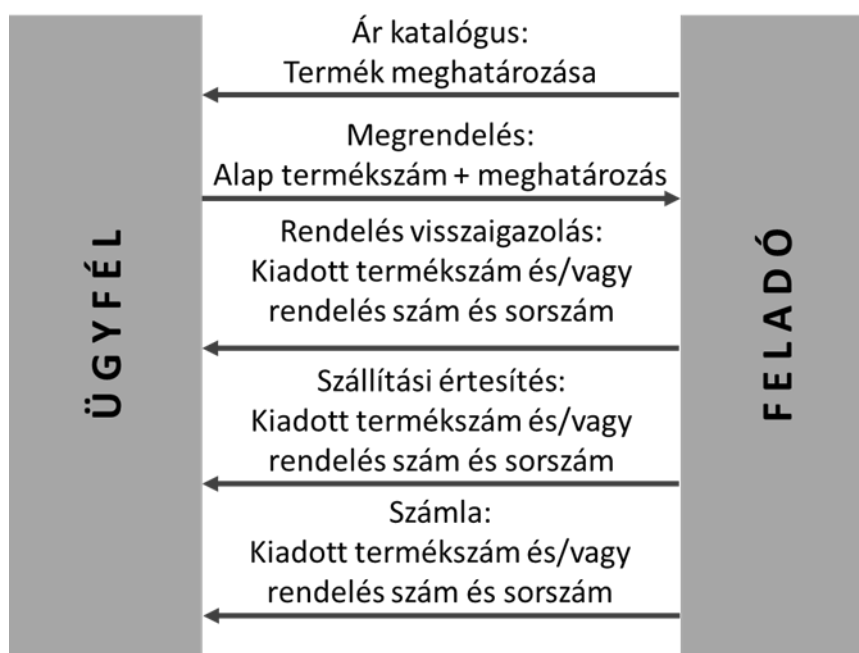 Ár katalógus:
Termék meghatározása
Megrendelés:
Alap termékszám + meghatározás
Rendelés visszaigazolás:
Kiadott termékszám és/vagy
rendelés szám és sorszám
Szállítási értesítés:
Kiadott termékszám és/vagy
rendelés szám és sorszám
Számla:
Kiadott termékszám és/vagy
rendelés szám és sorszám
ÜGYFÉL
FELADÓ